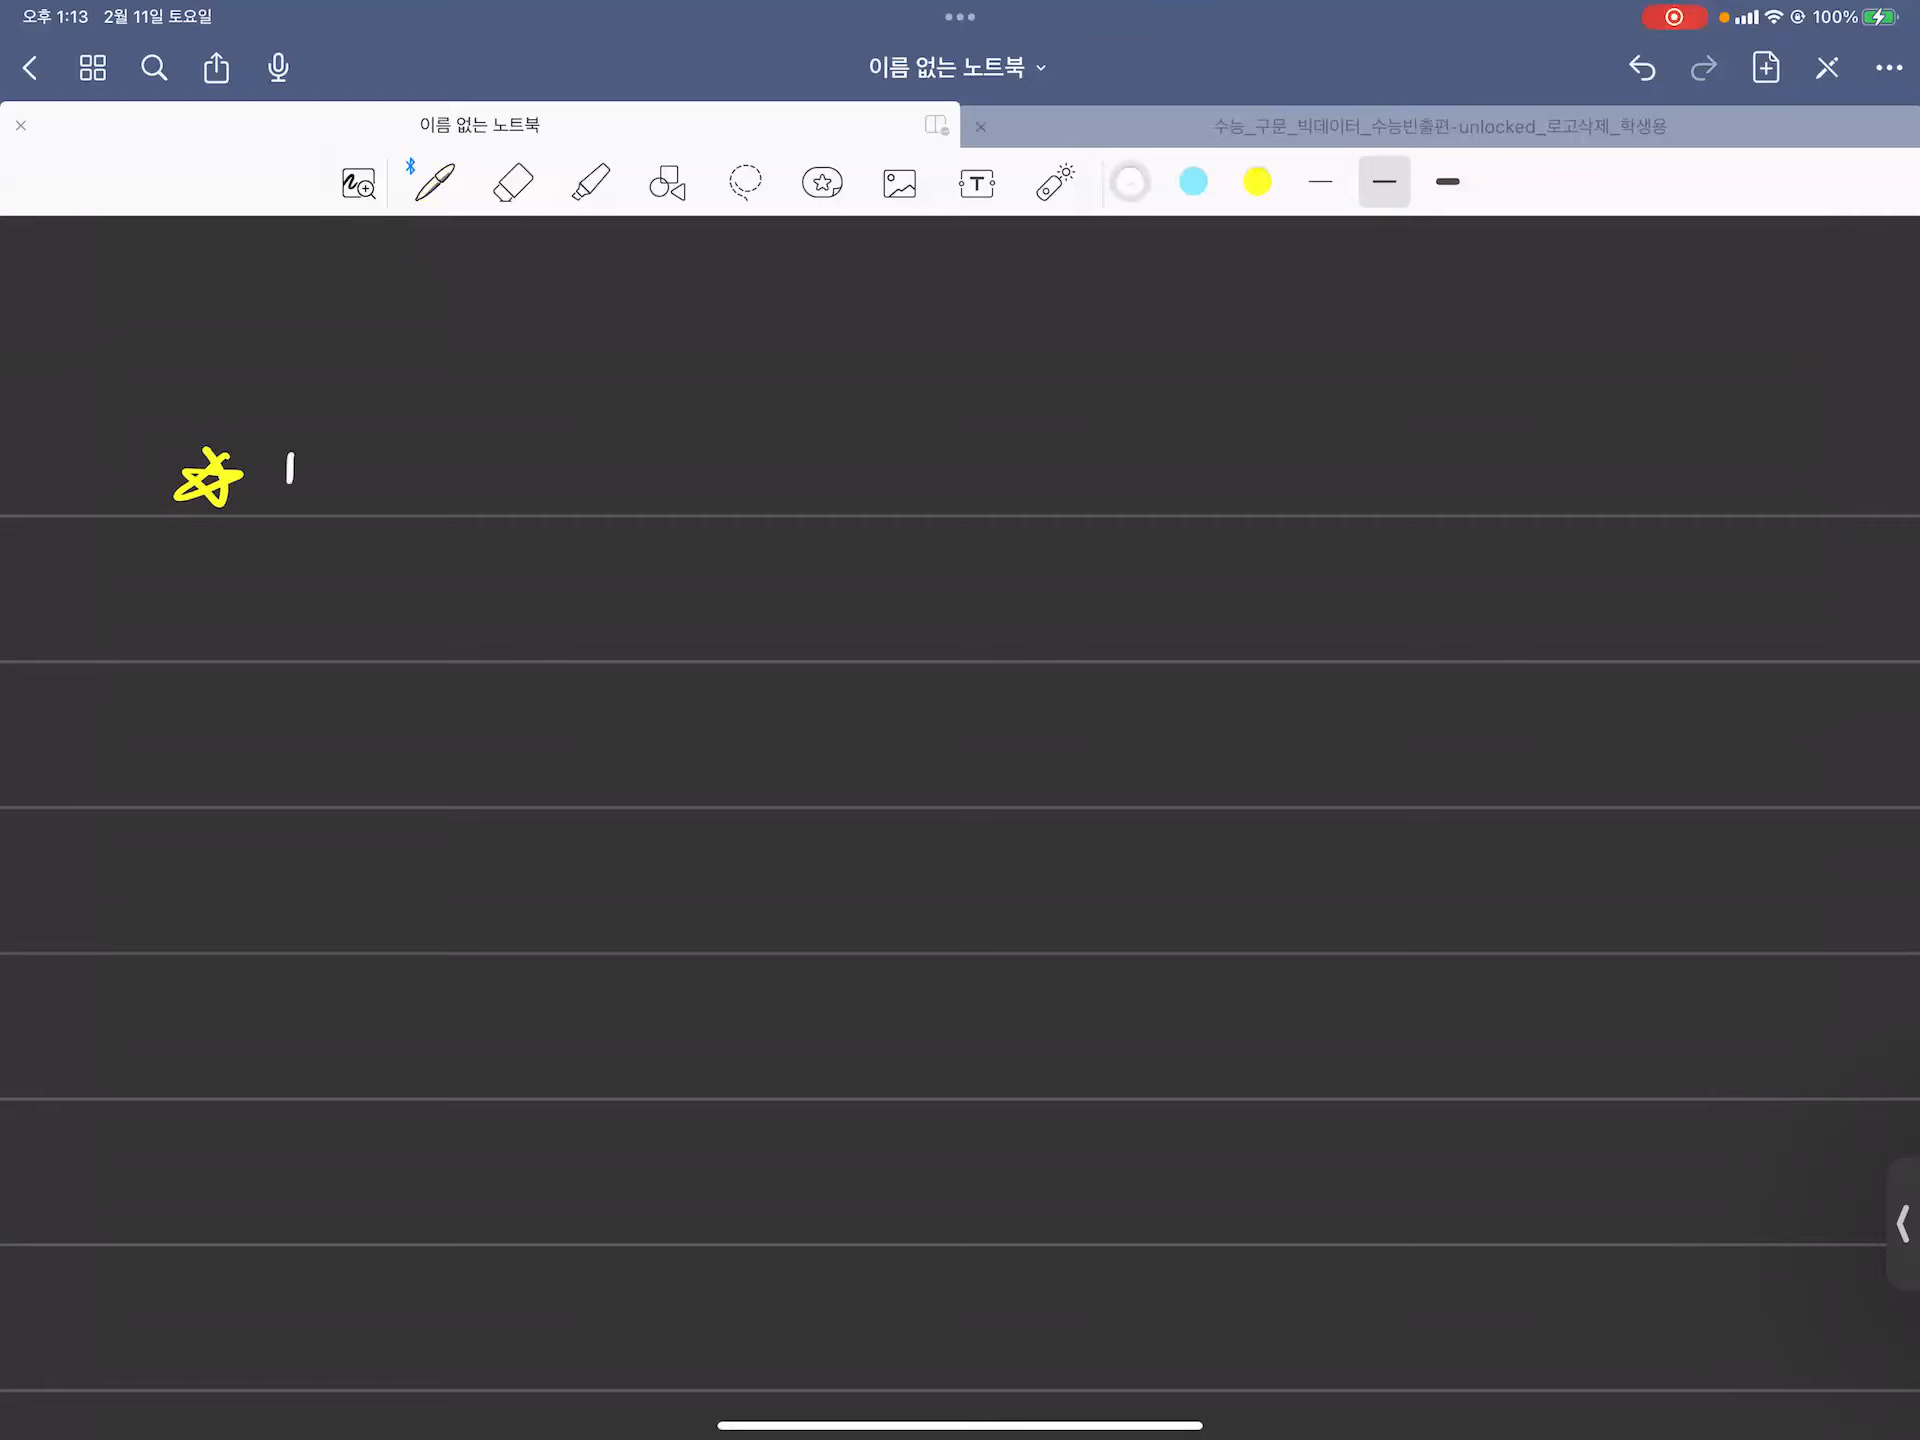 오후 1:13 2월 11일 토요일
100%
이름 없는 노트북
이름 없는 노트북
수능_구문_빅데이터_수능빈출편-unlocked_로고삭제_학생용
T